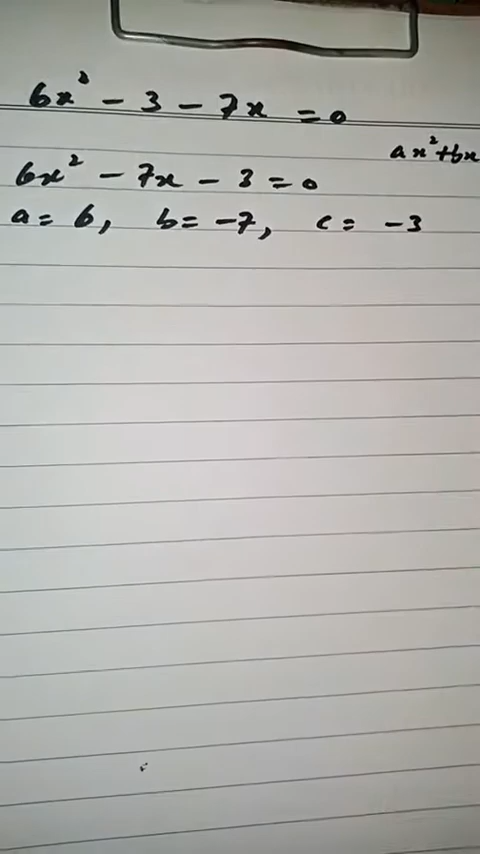 6x² - 3 - 7x = 0
ax² + bx
6x² - 7x - 3 = 0
a = 6, b = -7, c = -3